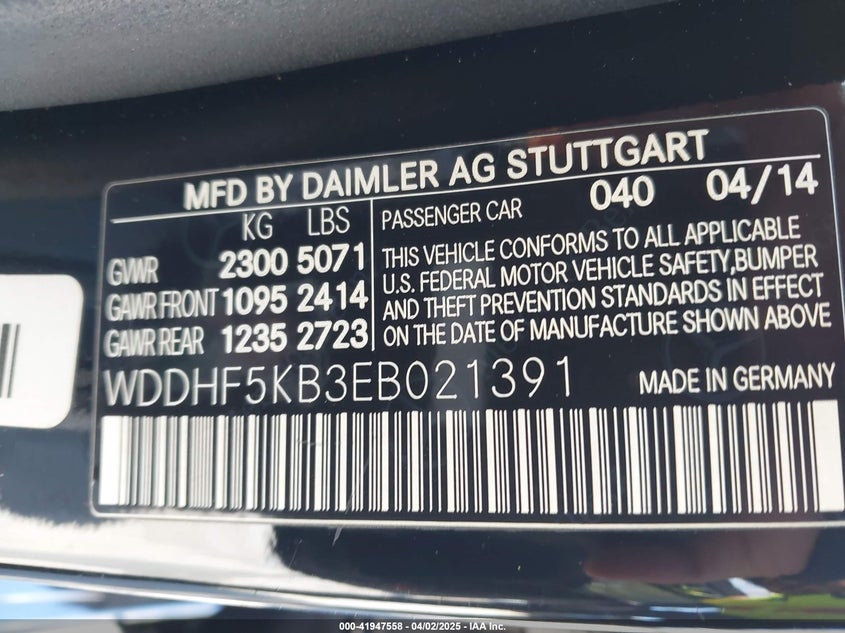 MFD BY DAIMLER AG STUTTGART
KG LBS
GVWR 2300 5071
GAWR FRONT 1095 2414
GAWR REAR 1235 2723
PASSENGER CAR 040 04/14
THIS VEHICLE CONFORMS TO ALL APPLICABLE
U.S. FEDERAL MOTOR VEHICLE SAFETY,BUMPER
AND THEFT PREVENTION STANDARDS IN EFFECT
ON THE DATE OF MANUFACTURE SHOWN ABOVE
WDDHF5KB3EB021391 MADE IN GERMANY
000-41947558 - 04/02/2025 - IAA Inc.